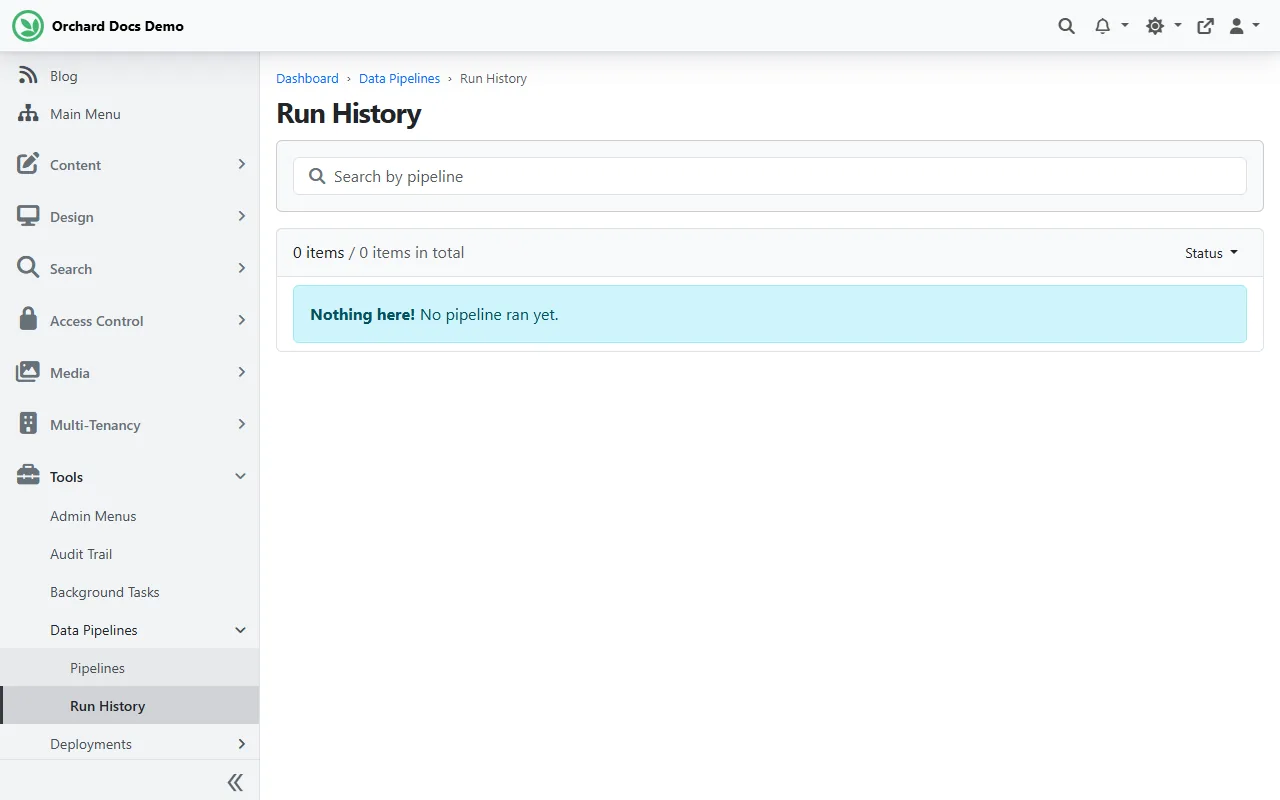 Orchard Docs Demo
Blog
Main Menu
Content
Design
Search
Access Control
Media
Multi-Tenancy
Tools
Admin Menus
Audit Trail
Background Tasks
Data Pipelines
Pipelines
Run History
Deployments
Dashboard › Data Pipelines › Run History
Run History
Search by pipeline
0 items / 0 items in total
Status
Nothing here! No pipeline ran yet.